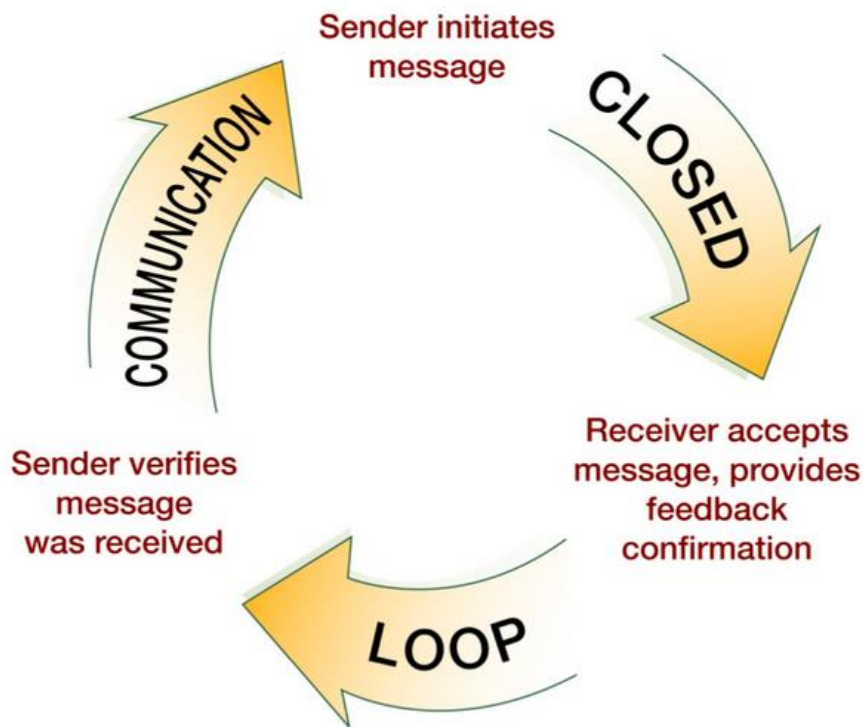 Sender initiates
message
CLOSED
Receiver accepts
message, provides
feedback
confirmation
LOOP
Sender verifies
message
was received
COMMUNICATION